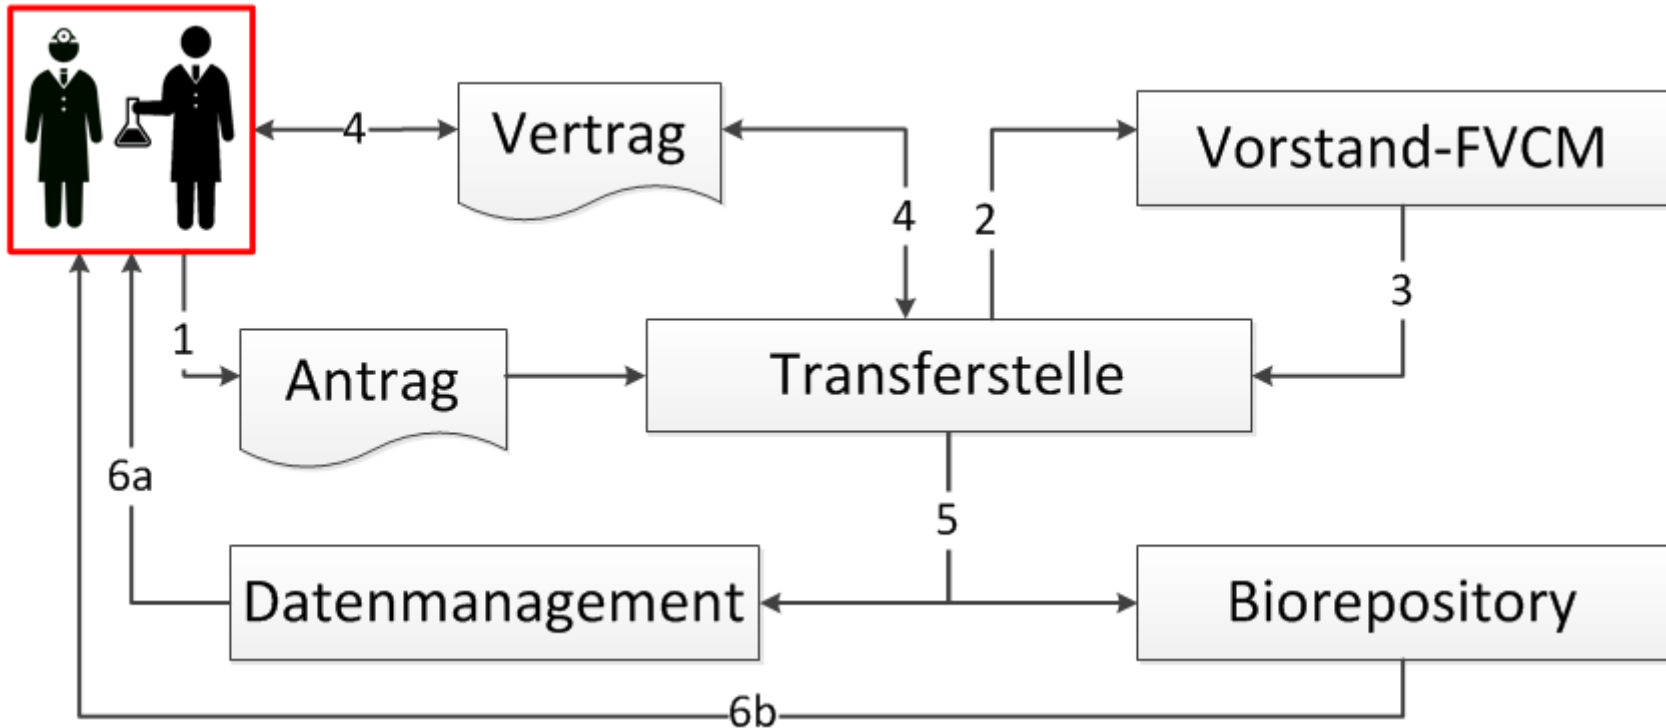 4
Vertrag
Vorstand-FVCM
4
2
3
1
Antrag
Transferstelle
6a
5
Datenmanagement
Biorepository
6b